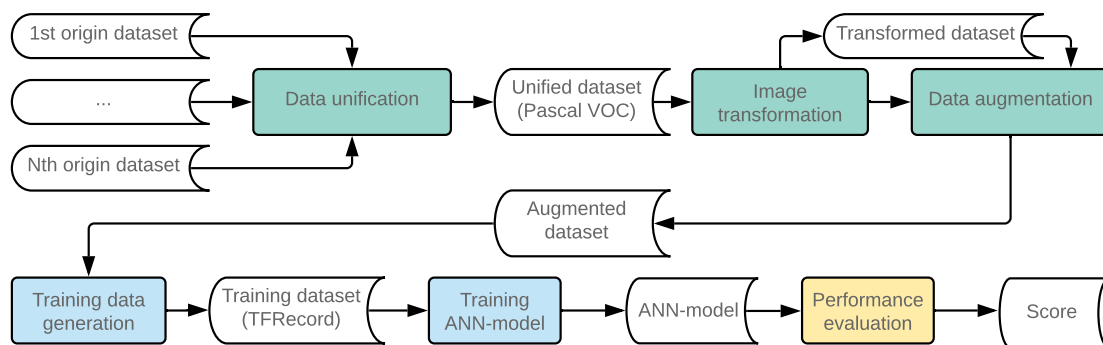 1st origin dataset
...
Nth origin dataset
Data unification
Unified dataset
(Pascal VOC)
Image
transformation
Transformed dataset
Data augmentation
Augmented
dataset
Training data
generation
Training dataset
(TFRecord)
Training
ANN-model
ANN-model
Performance
evaluation
Score